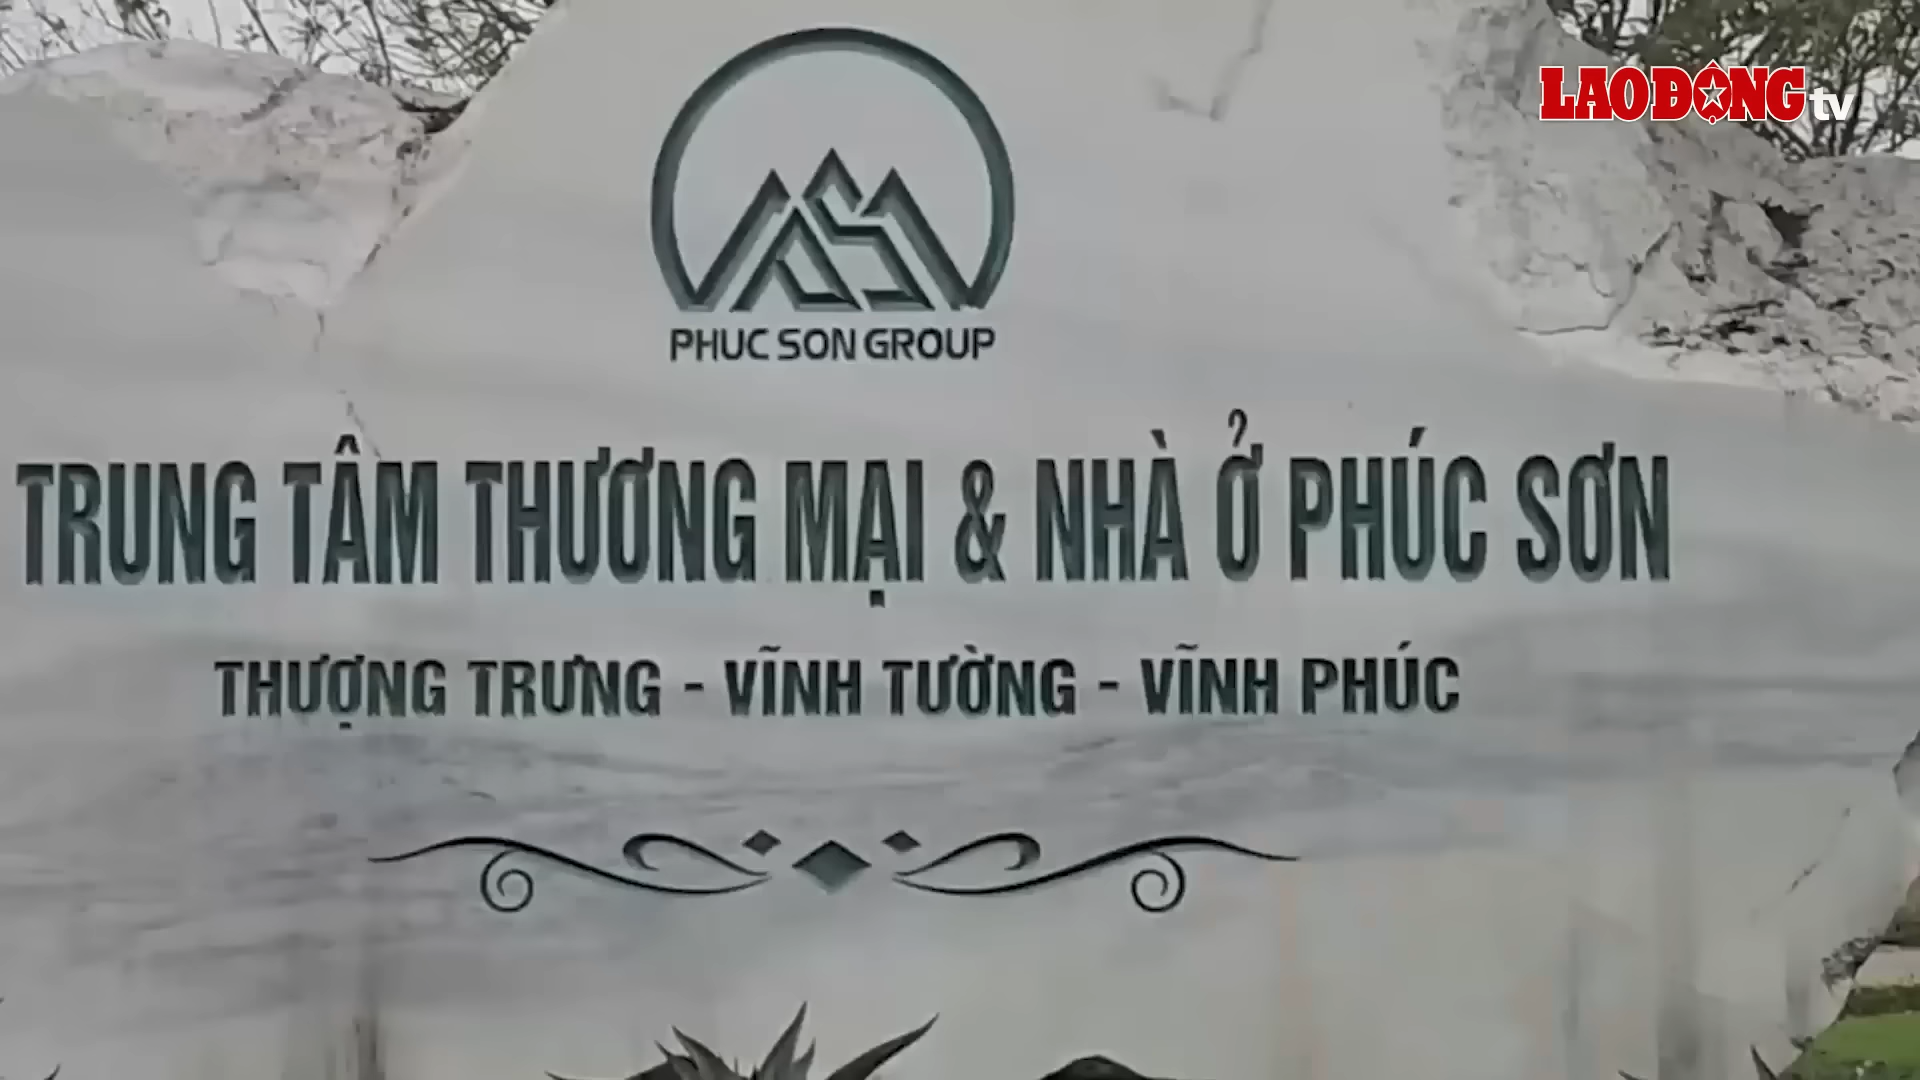 LAO ĐỘNG tv
PHUC SON GROUP
TRUNG TÂM THƯƠNG MẠI & NHÀ Ở PHÚC SƠN
THƯỢNG TRƯNG - VĨNH TƯỜNG - VĨNH PHÚC